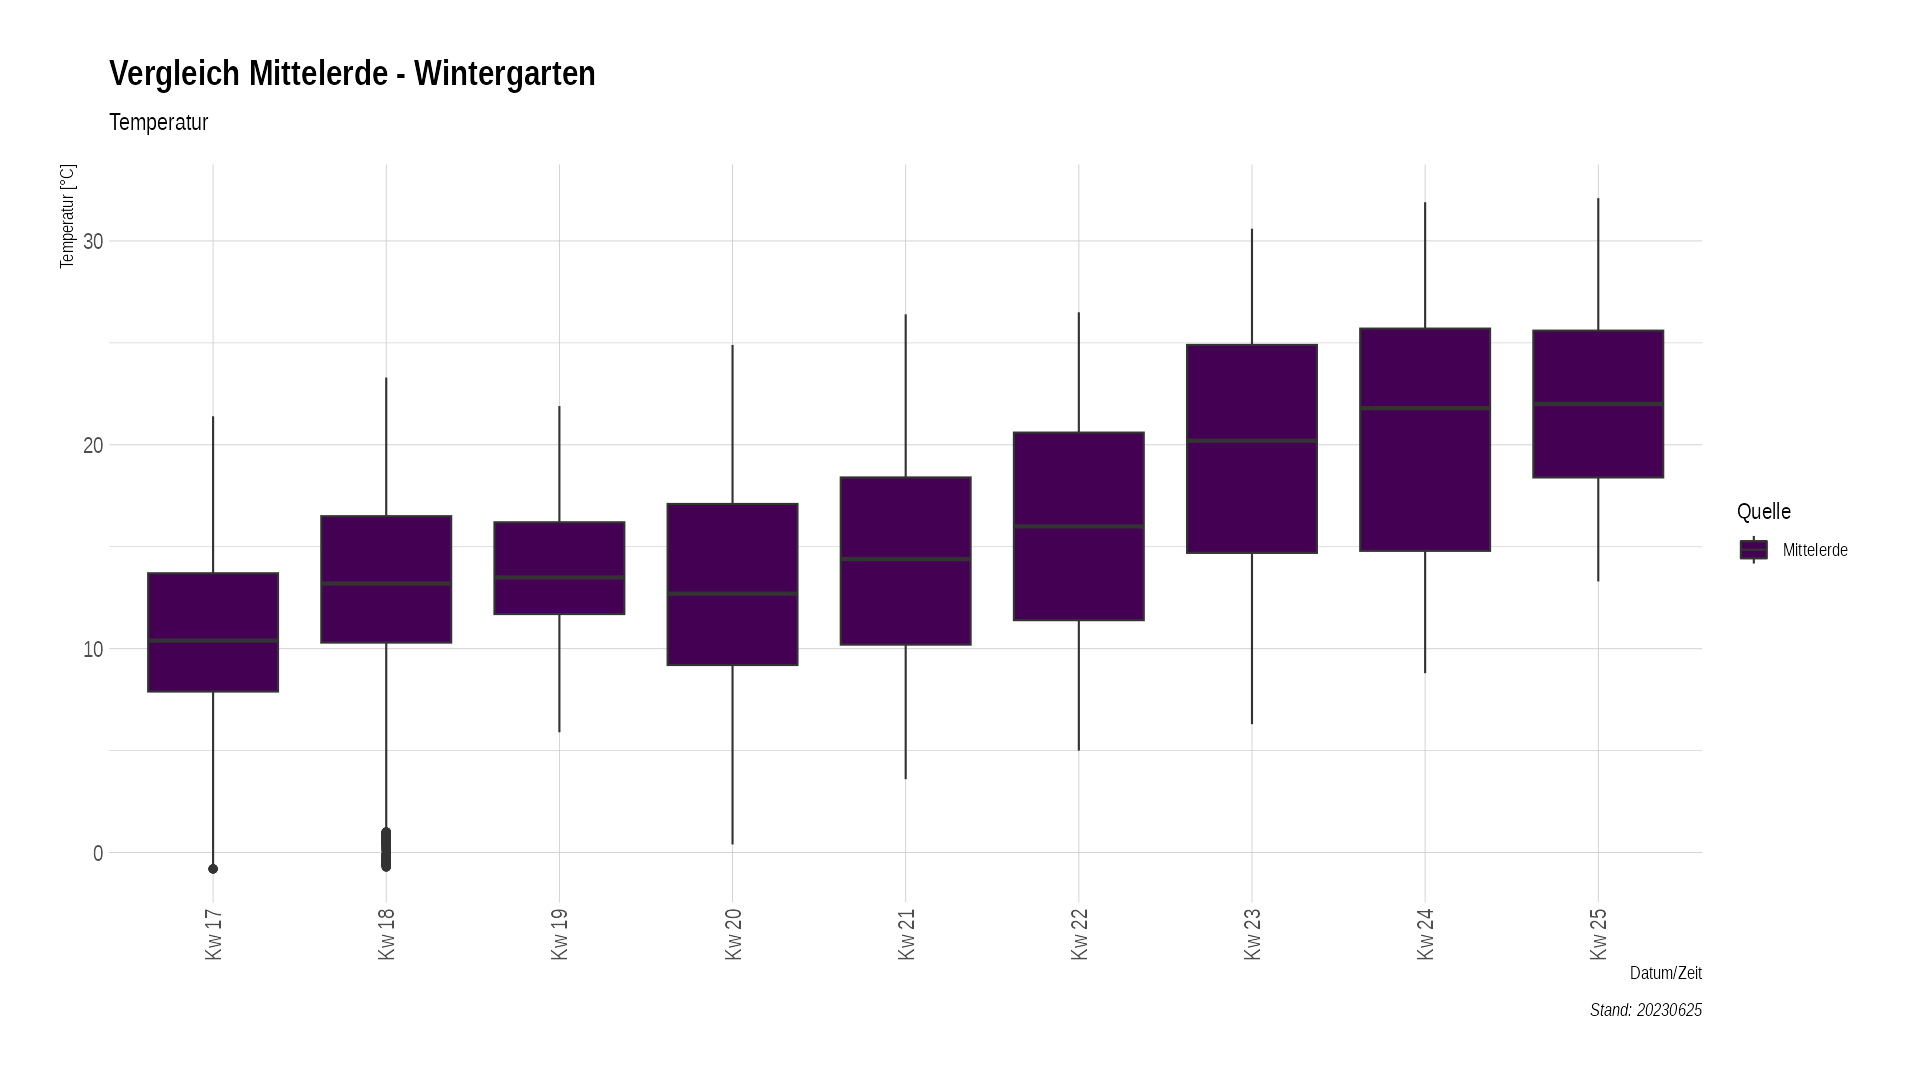 Vergleich Mittelerde - Wintergarten
Temperatur
Temperatur [°C]
30
20
10
0
Kw 17
Kw 18
Kw 19
Kw 20
Kw 21
Kw 22
Kw 23
Kw 24
Kw 25
Datum/Zeit
Stand: 20230625
Quelle
Mittelerde